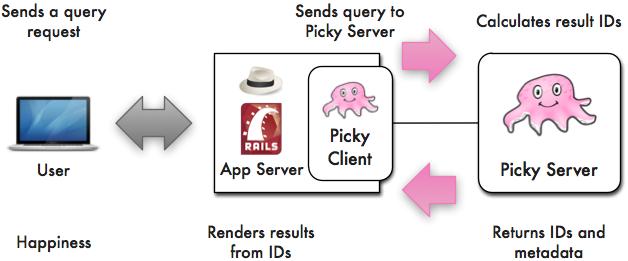 Sends a query
request
Sends query to
Picky Server
Calculates result IDs
User
RAILS
App Server
Picky
Client
Picky Server
Happiness
Renders results
from IDs
Returns IDs and
metadata